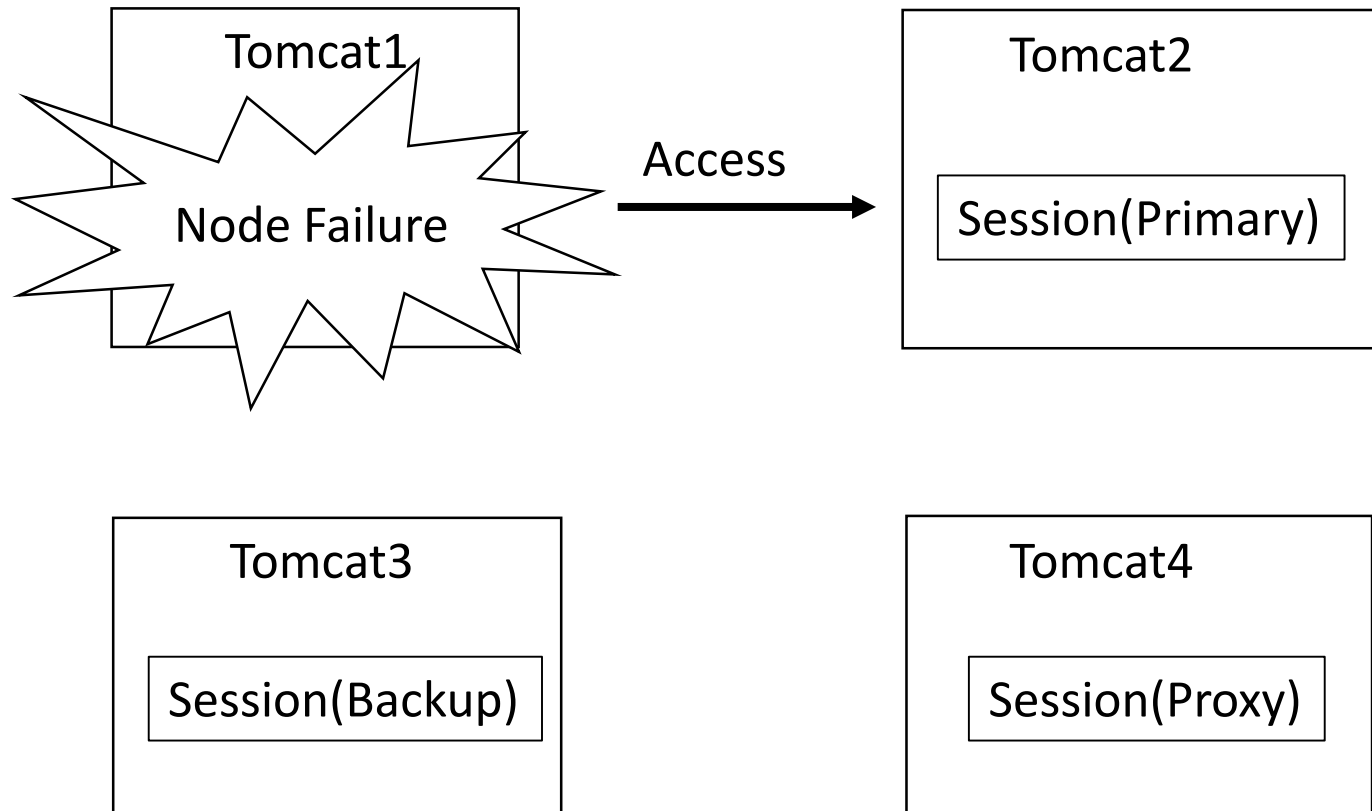 Tomcat1
Tomcat2
Access
Node Failure
Session(Primary)
Tomcat3
Tomcat4
Session(Backup)
Session(Proxy)